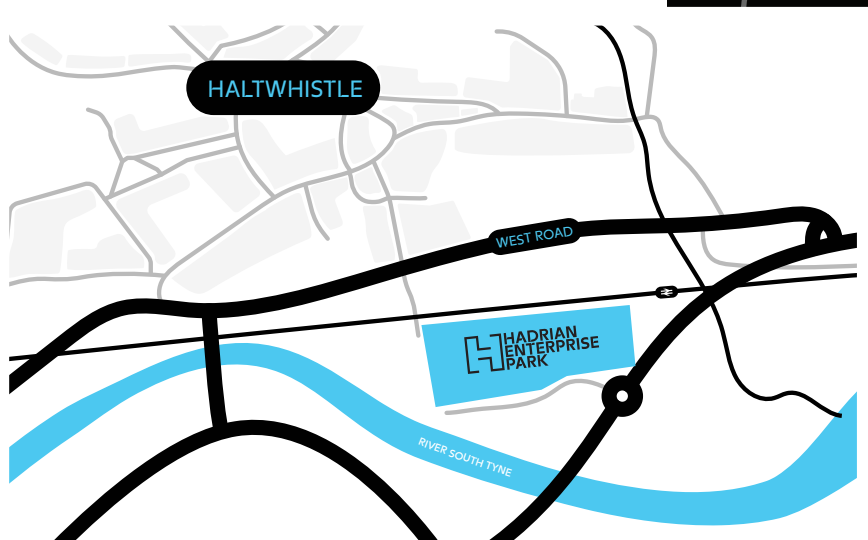 HALTWHISTLE
WEST ROAD
HADRIAN
ENTERPRISE
PARK
RIVER SOUTH TYNE